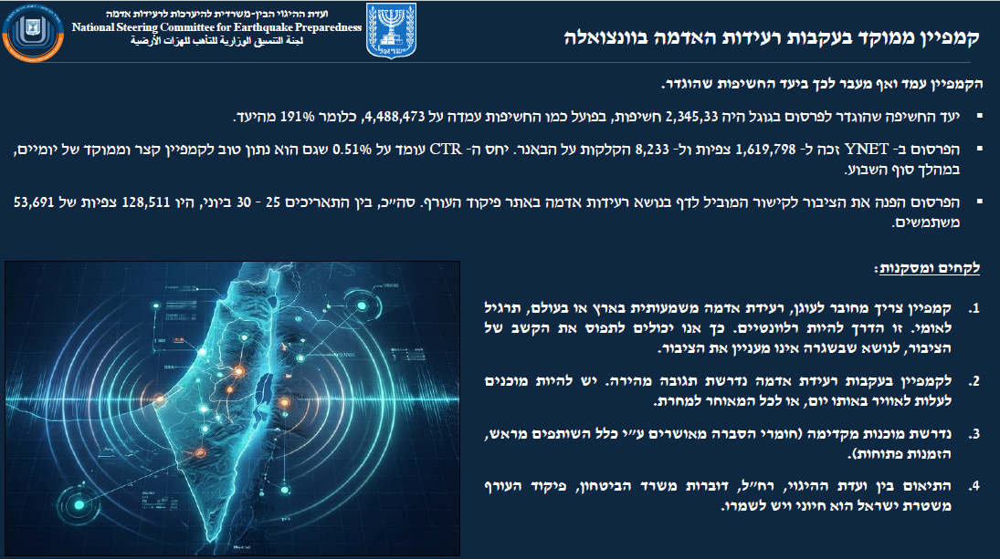 ועדת ההיגוי הבין-משרדית להיערכות לרעידות אדמה
National Steering Committee for Earthquake Preparedness
لجنة التنسيق الوزارية للتأهب للهزات الأرضية
ישראל
קמפיין ממוקד בעקבות רעידות האדמה בוונצואלה
הקמפיין עמד ואף מעבר לכך ביעד החשיפות שהוגדר.
▪ יעד החשיפה שהוגדר לפרסום בגוגל היה 2,345,33 חשיפות, בפועל כמו החשיפות עמדה על 4,488,473, כלומר 191% מהיעד.
▪ הפרסום ב- YNET זכה ל- 1,619,798 צפיות ול- 8,233 הקלקות על הבאנר. יחס ה- CTR עומד על 0.51% שגם הוא נתון טוב לקמפיין קצר וממוקד של יומיים,
במהלך סוף השבוע.
▪ הפרסום הפנה את הציבור לקישור המוביל לדף בנושא רעידות אדמה באתר פיקוד העורף. סה״כ, בין התאריכים 25 - 30 ביוני, היו 128,511 צפיות של 53,691
משתמשים.
לקחים ומסקנות:
1. קמפיין צריך מחובר לעוגן, רעידת אדמה משמעותית בארץ או בעולם, תרגיל
לאומי. זו הדרך להיות רלוונטיים. כך אנו יכולים לתפוס את הקשב של
הציבור, לנושא שבשגרה אינו מעניין את הציבור.
2. לקמפיין בעקבות רעידת אדמה נדרשת תגובה מהירה. יש להיות מוכנים
לעלות לאוויר באותו יום, או לכל המאוחר למחרת.
3. נדרשת מוכנות מקדימה (חומרי הסברה מאושרים ע״י כלל השותפים מראש,
הזמנות פתוחות).
4. התיאום בין ועדת ההיגוי, רח״ל, דוברות משרד הביטחון, פיקוד העורף
משטרת ישראל הוא חיוני ויש לשמרו.